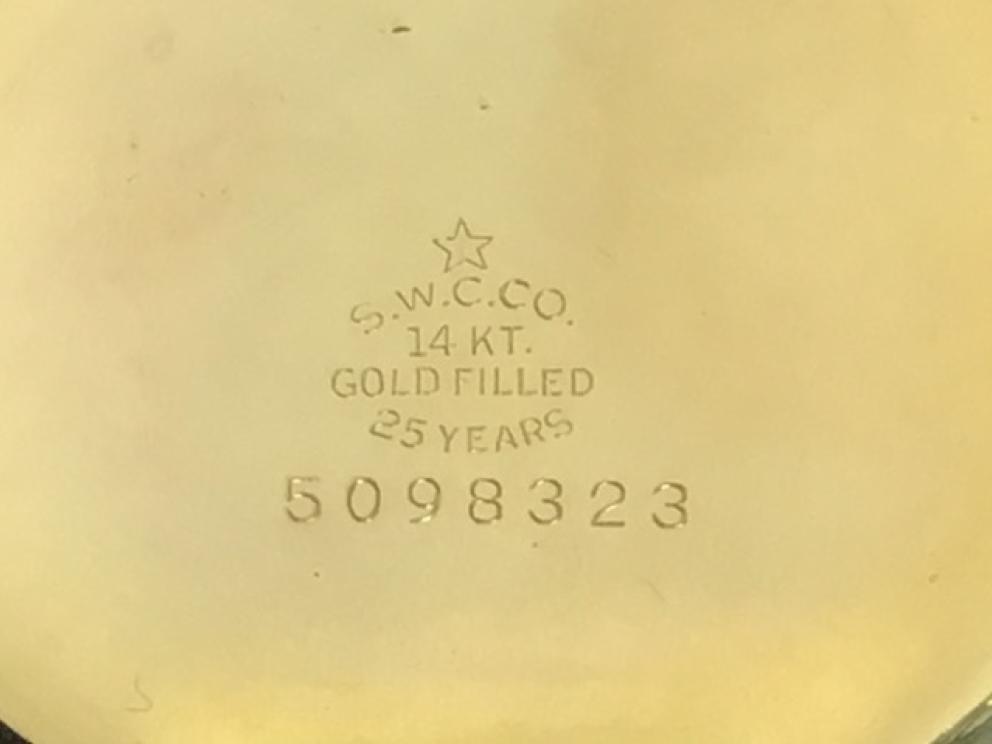 S.W.C.CO.
14 KT.
GOLD FILLED
25 YEARS
5098323